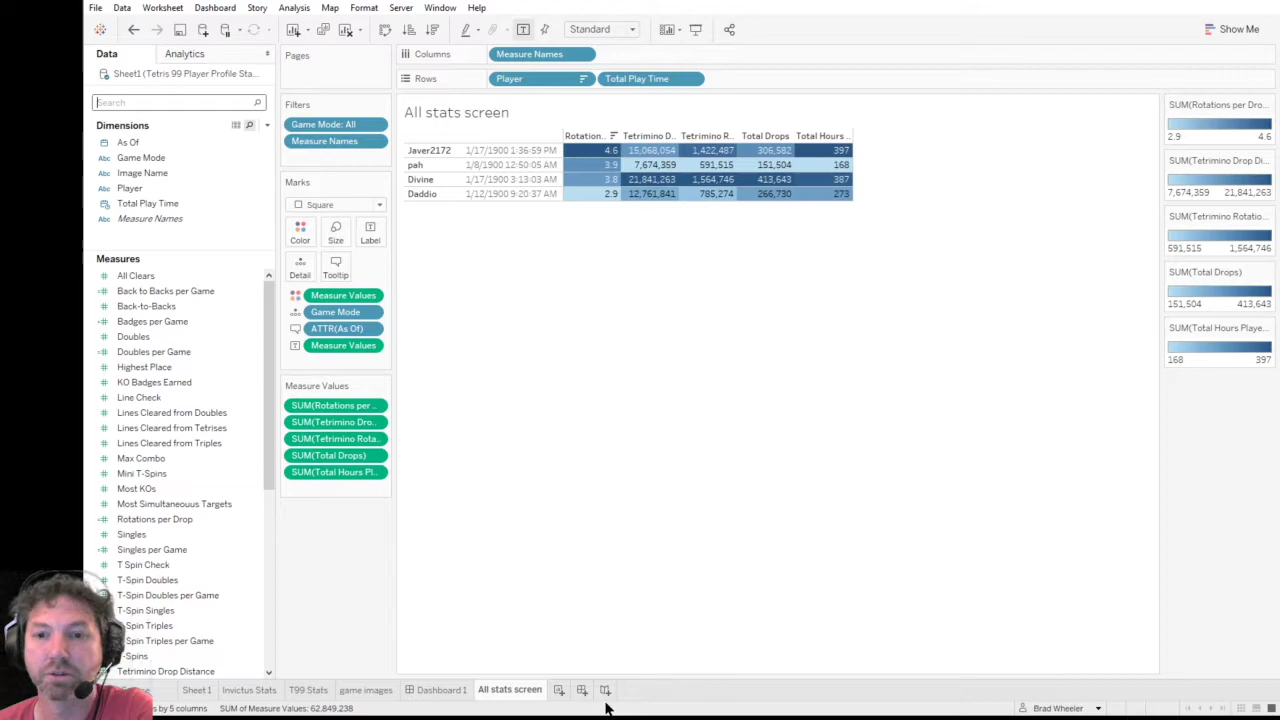 File Data Worksheet Dashboard Story Analysis Map Format Server Window Help
Standard
Show Me
Data Analytics
Sheet1 (Tetris 99 Player Profile Sta...
Search
Dimensions
As Of
Game Mode
Image Name
Player
Total Play Time
Measure Names
Measures
All Clears
Back to Backs per Game
Back-to-Backs
Badges per Game
Doubles
Doubles per Game
Highest Place
KO Badges Earned
Line Check
Lines Cleared from Doubles
Lines Cleared from Tetrises
Lines Cleared from Triples
Max Combo
Mini T-Spins
Most KOs
Most Simultaneouus Targets
Rotations per Drop
Singles
Singles per Game
T Spin Check
T-Spin Doubles
T-Spin Doubles per Game
T-Spin Singles
T-Spin Triples
T-Spin Triples per Game
T-Spins
Tetrimino Drop Distance
Pages
Filters
Game Mode: All
Measure Names
Marks
Square
Color Size Label
Detail Tooltip
Measure Values
Game Mode
ATTR(As Of)
Measure Values
Measure Values
SUM(Rotations per ..
SUM(Tetrimino Dro..
SUM(Tetrimino Rota..
SUM(Total Drops)
SUM(Total Hours Pl..
Columns Measure Names
Rows Player Total Play Time
All stats screen
Rotation.. Tetrimino D.. Tetrimino R.. Total Drops Total Hours ..
Javer2172 1/17/1900 1:36:59 PM 4.6 15,068,054 1,422,487 306,582 397
pah 1/8/1900 12:50:05 AM 3.9 7,674,359 591,515 151,504 168
Divine 1/17/1900 3:13:03 AM 3.8 21,841,263 1,564,746 413,643 387
Daddio 1/12/1900 9:20:37 AM 2.9 12,761,841 785,274 266,730 273
SUM(Rotations per Dro...
2.9 4.6
SUM(Tetrimino Drop Di...
7,674,359 21,841,263
SUM(Tetrimino Rotatio...
591,515 1,564,746
SUM(Total Drops)
151,504 413,643
SUM(Total Hours Playe...
168 397
Sheet 1 Invictus Stats T99 Stats game images Dashboard 1 All stats screen
by 5 columns SUM of Measure Values: 62,849,238
Brad Wheeler